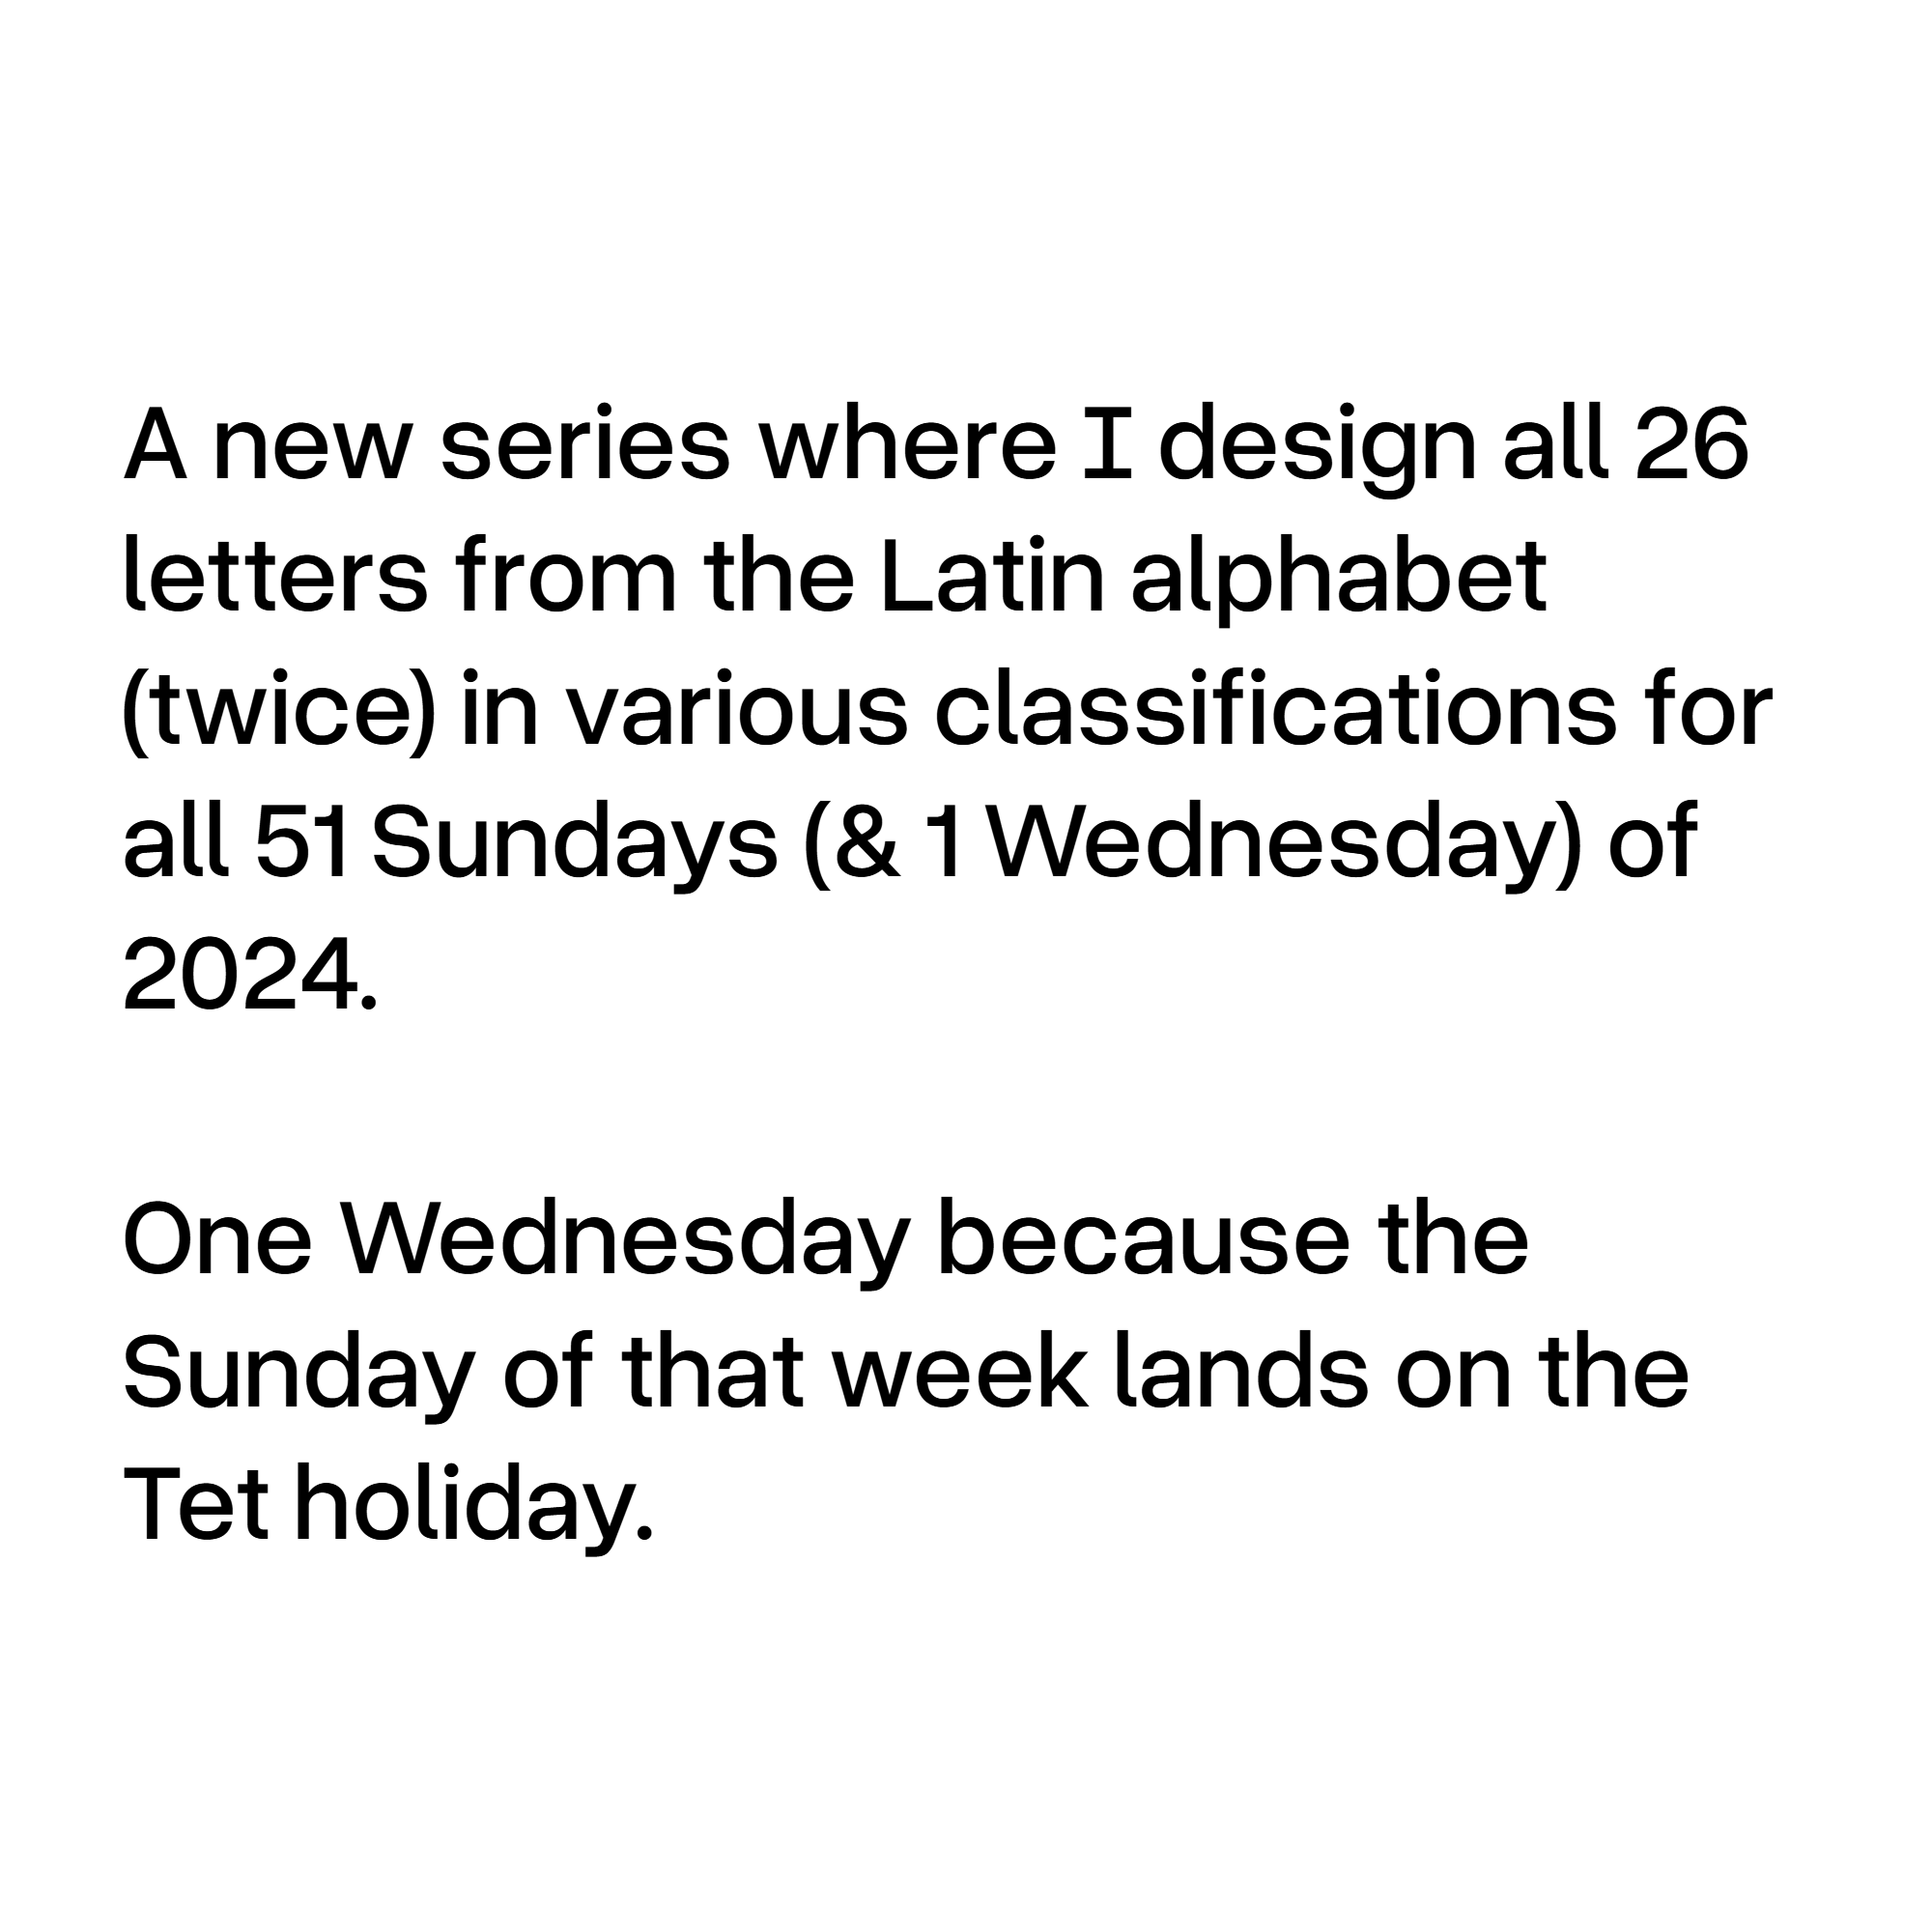 A new series where I design all 26
letters from the Latin alphabet
(twice) in various classifications for
all 51 Sundays (& 1 Wednesday) of
2024.
One Wednesday because the
Sunday of that week lands on the
Tet holiday.